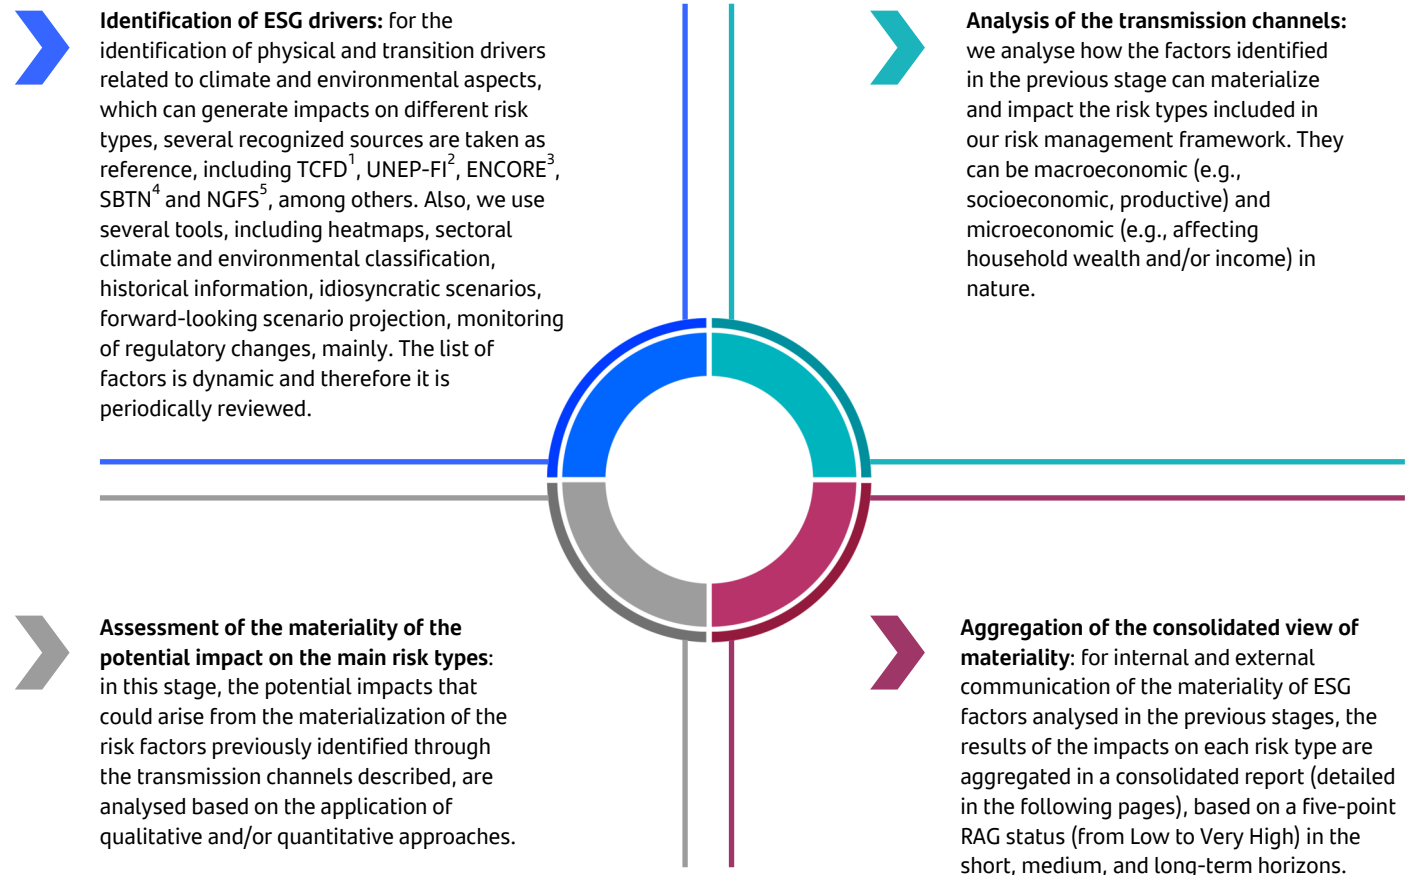 Identification of ESG drivers: for the
identification of physical and transition drivers
related to climate and environmental aspects,
which can generate impacts on different risk
types, several recognized sources are taken as
reference, including TCFD¹, UNEP-FI², ENCORE³,
SBTN⁴ and NGFS⁵, among others. Also, we use
several tools, including heatmaps, sectoral
climate and environmental classification,
historical information, idiosyncratic scenarios,
forward-looking scenario projection, monitoring
of regulatory changes, mainly. The list of
factors is dynamic and therefore it is
periodically reviewed.
Analysis of the transmission channels:
we analyse how the factors identified
in the previous stage can materialize
and impact the risk types included in
our risk management framework. They
can be macroeconomic (e.g.,
socioeconomic, productive) and
microeconomic (e.g., affecting
household wealth and/or income) in
nature.
Assessment of the materiality of the
potential impact on the main risk types:
in this stage, the potential impacts that
could arise from the materialization of the
risk factors previously identified through
the transmission channels described, are
analysed based on the application of
qualitative and/or quantitative approaches.
Aggregation of the consolidated view of
materiality: for internal and external
communication of the materiality of ESG
factors analysed in the previous stages, the
results of the impacts on each risk type are
aggregated in a consolidated report (detailed
in the following pages), based on a five-point
RAG status (from Low to Very High) in the
short, medium, and long-term horizons.